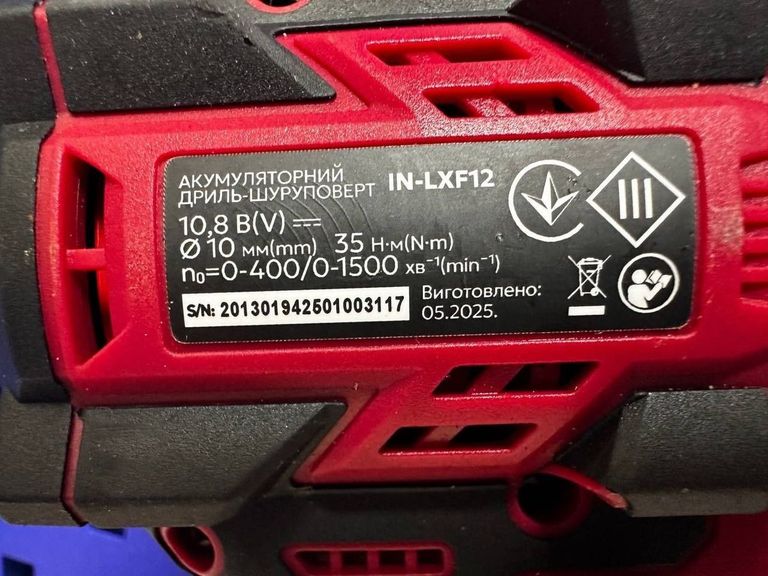 АКУМУЛЯТОРНИЙ
ДРИЛЬ-ШУРУПОВЕРТ IN-LXF12
10,8 В(V) ⎓
Ø 10 мм(mm) 35 Н·м(N·m)
n₀=0-400/0-1500 хв⁻¹(min⁻¹)
S/N: 201301942501003117
Виготовлено:
05.2025.